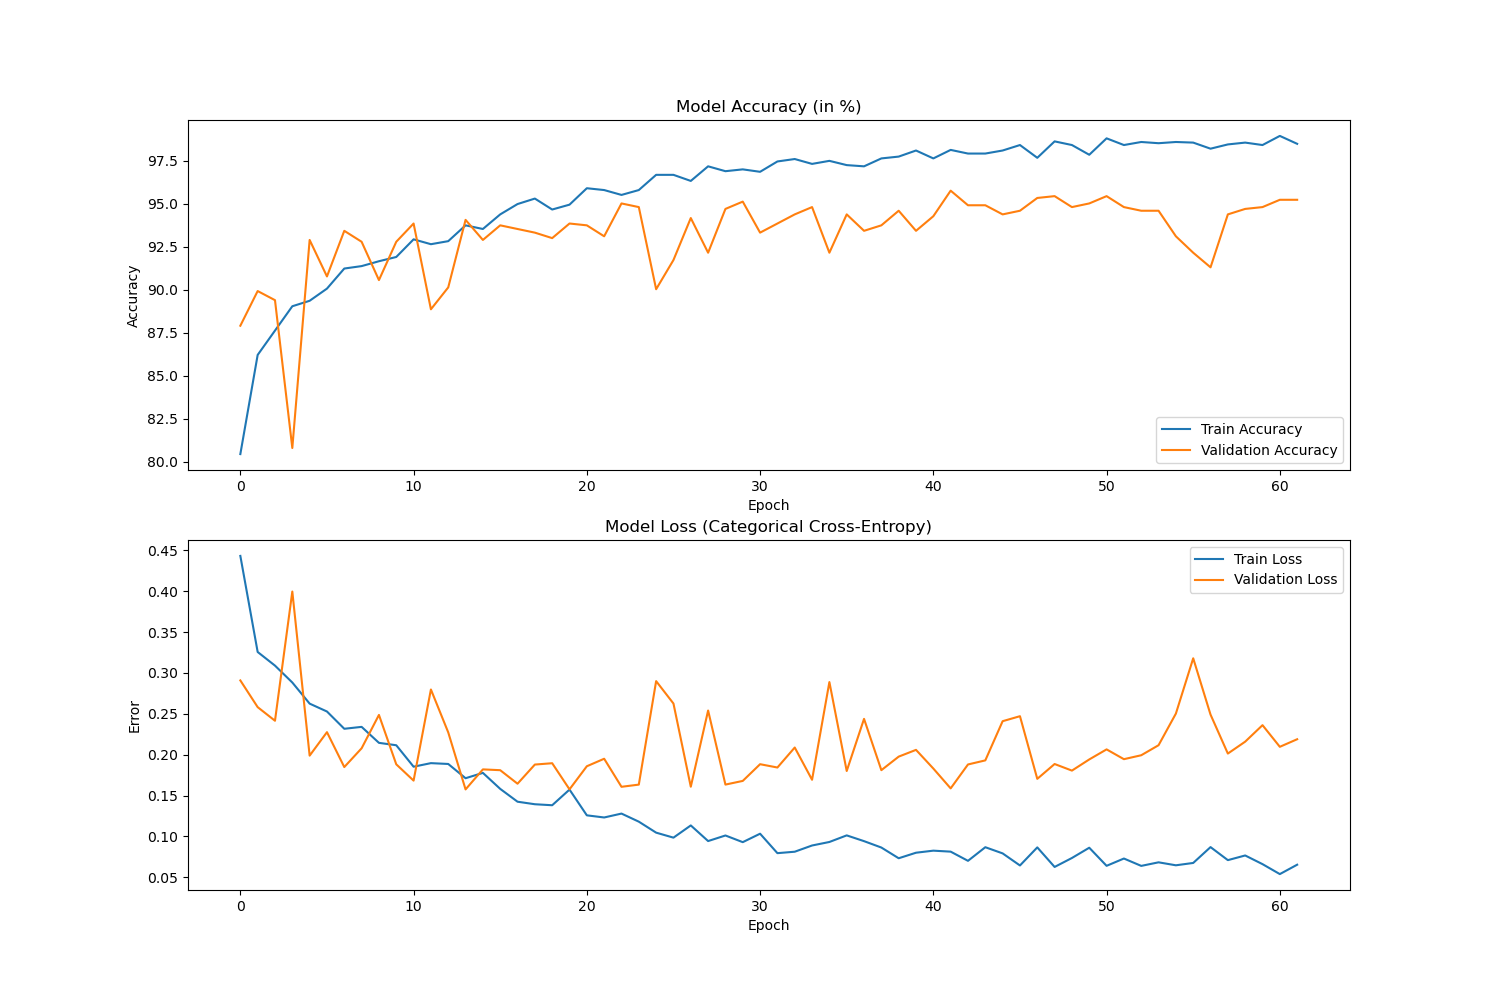 Model Accuracy (in %)
97.5
95.0
92.5
90.0
87.5
85.0
82.5
80.0
Accuracy
Train Accuracy
Validation Accuracy
0 10 20 30 40 50 60
Epoch
Model Loss (Categorical Cross-Entropy)
0.45
0.40
0.35
0.30
0.25
0.20
0.15
0.10
0.05
Error
Train Loss
Validation Loss
0 10 20 30 40 50 60
Epoch